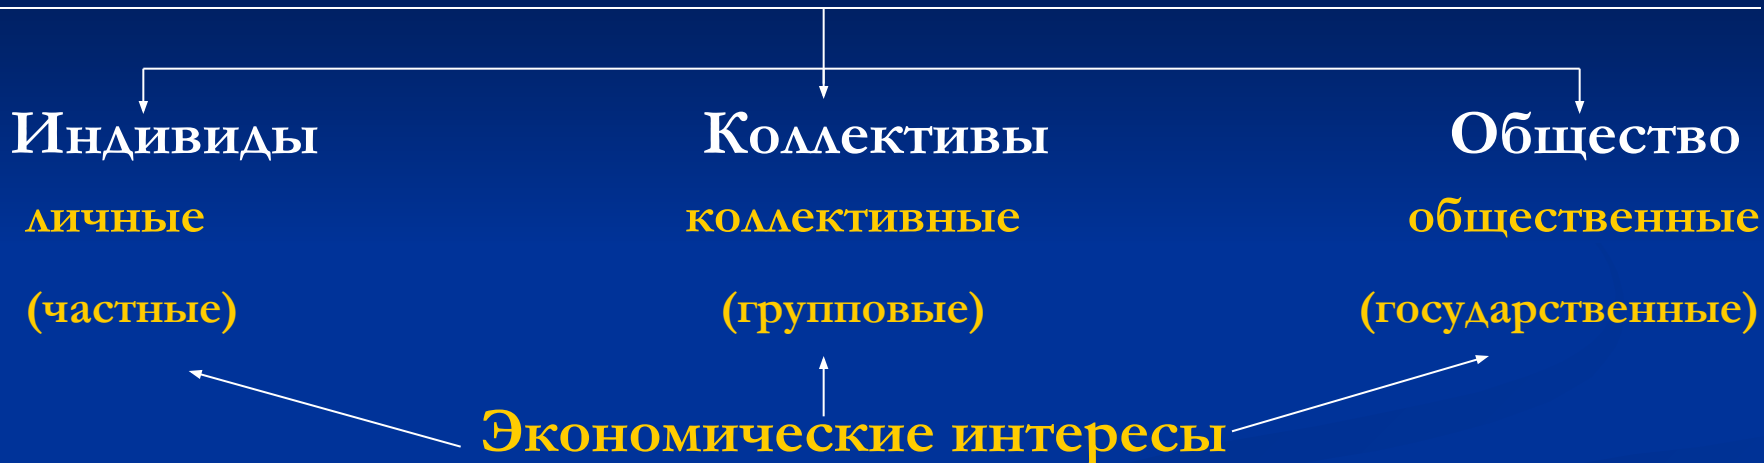 Индивиды Коллективы Общество
личные коллективные общественные
(частные) (групповые) (государственные)
Экономические интересы